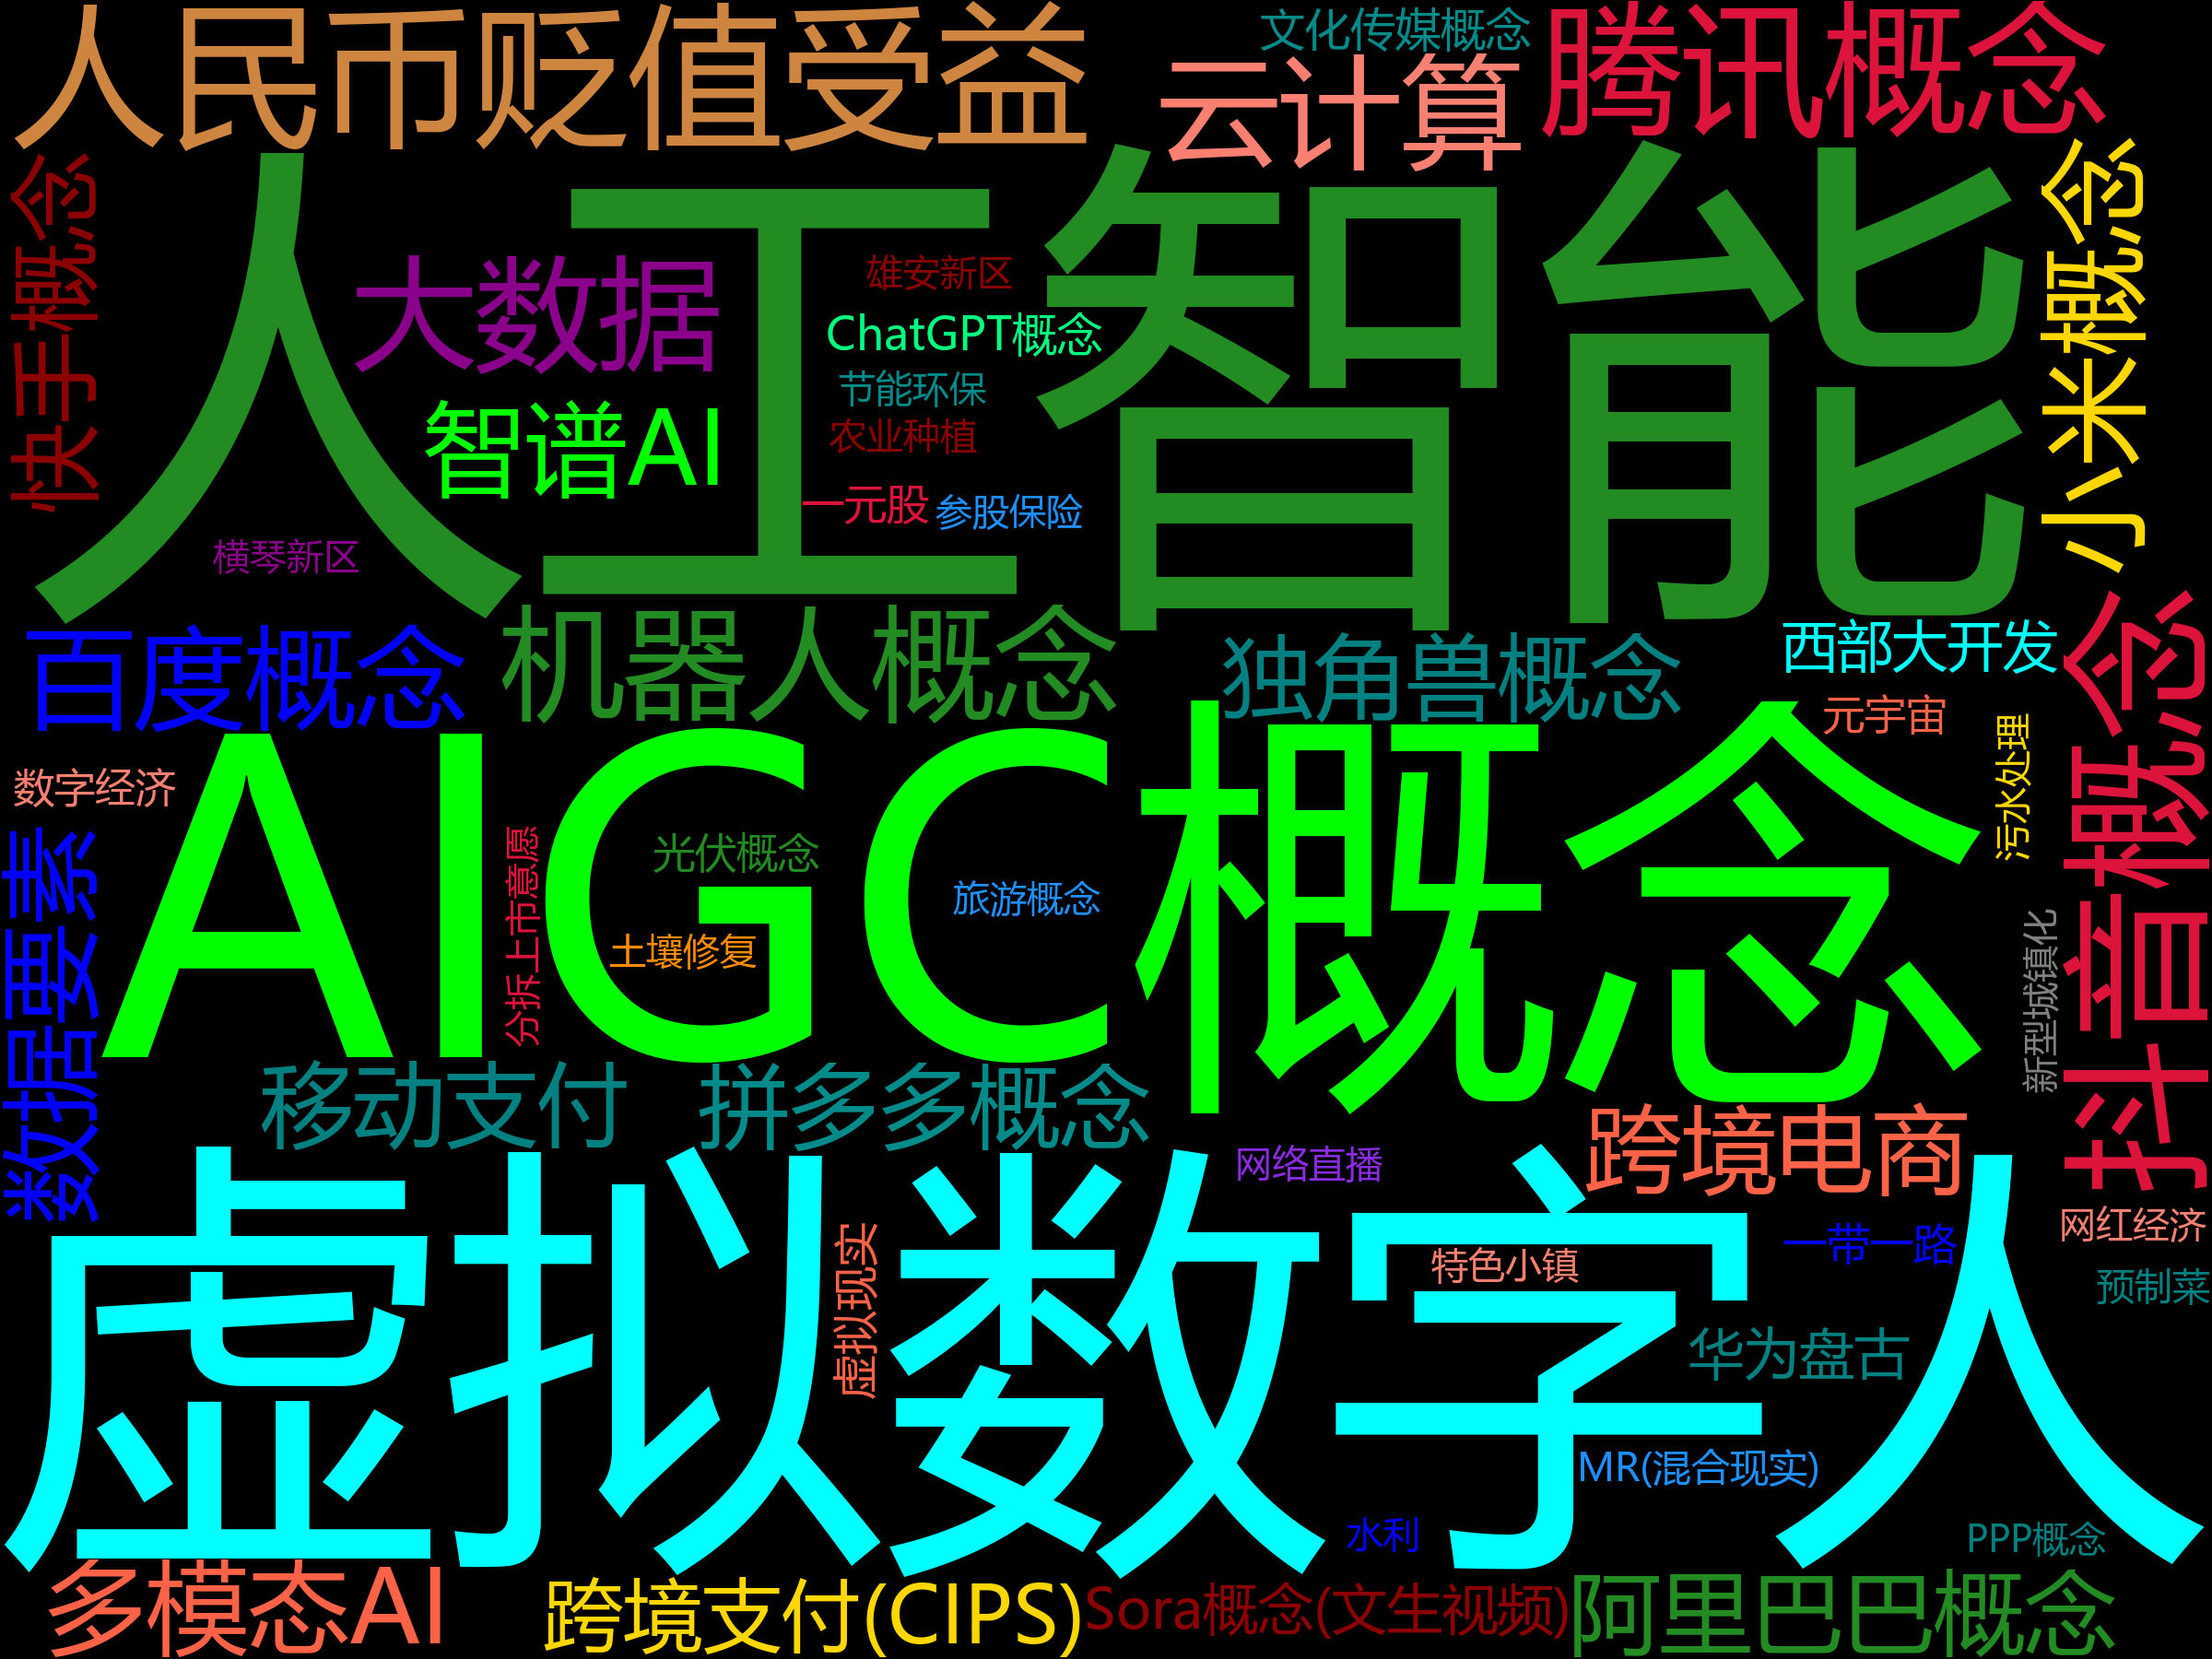 人民币贬值受益
文化传媒概念
云计算
腾讯概念
人工智能
快手概念
小米概念
大数据
雄安新区
ChatGPT概念
节能环保
智谱AI
农业种植
一元股
参股保险
横琴新区
百度概念
机器人概念
独角兽概念
西部大开发
抖音概念
元宇宙
AIGC概念
污水处理
数字经济
数据要素
分拆上市意愿
光伏概念
旅游概念
土壤修复
新型城镇化
移动支付
拼多多概念
跨境电商
网络直播
虚拟数字人
网红经济
一带一路
虚拟现实
特色小镇
预制菜
华为盘古
MR(混合现实)
水利
PPP概念
多模态AI
跨境支付(CIPS)
Sora概念(文生视频)
阿里巴巴概念